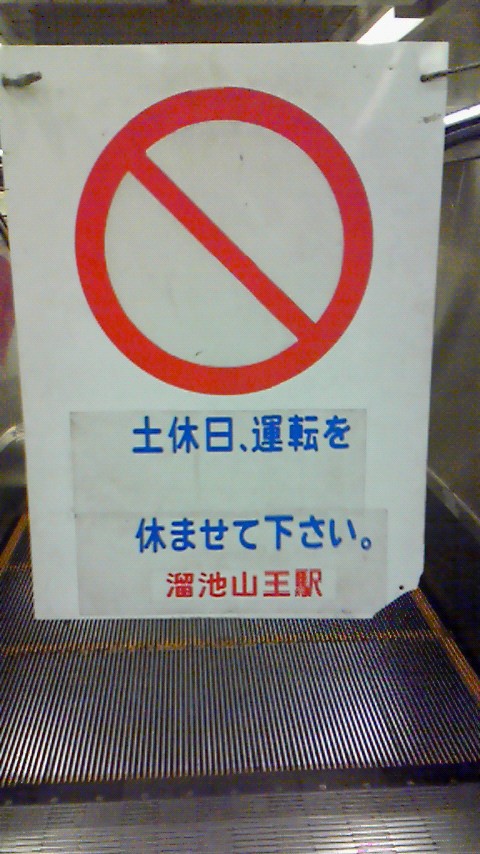 土休日、運転を
休ませて下さい。
溜池山王駅